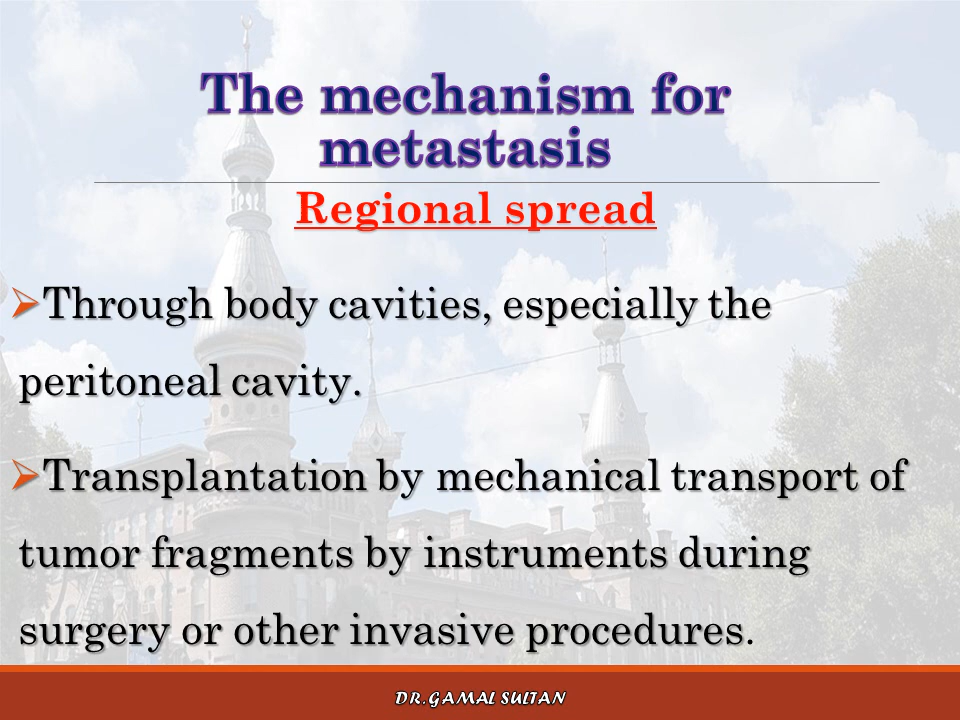 The mechanism for
metastasis
Regional spread
➢Through body cavities, especially the
peritoneal cavity.
➢Transplantation by mechanical transport of
tumor fragments by instruments during
surgery or other invasive procedures.
DR.GAMAL SULTAN